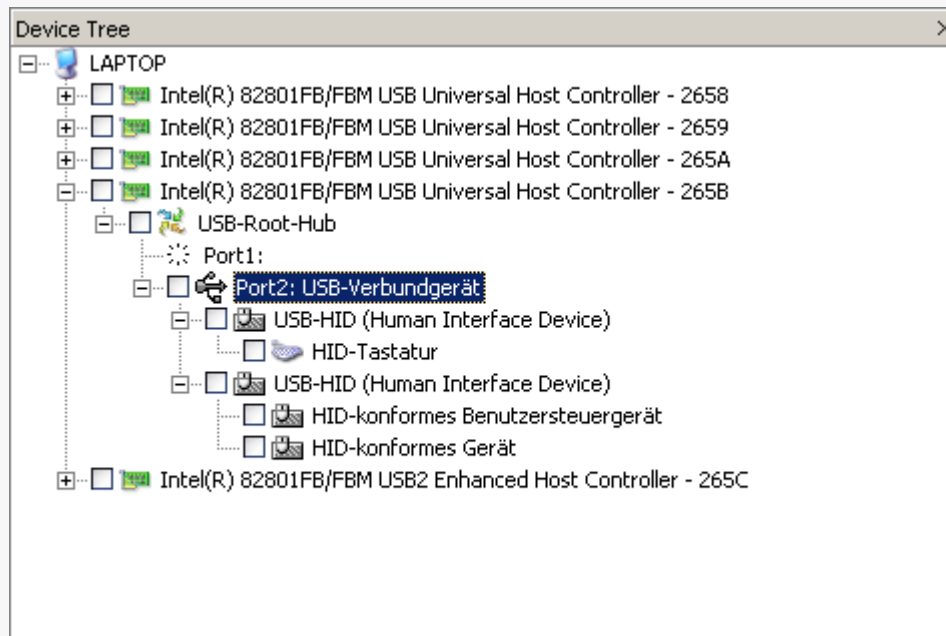 Device Tree
LAPTOP
Intel(R) 82801FB/FBM USB Universal Host Controller - 2658
Intel(R) 82801FB/FBM USB Universal Host Controller - 2659
Intel(R) 82801FB/FBM USB Universal Host Controller - 265A
Intel(R) 82801FB/FBM USB Universal Host Controller - 265B
USB-Root-Hub
Port1:
Port2: USB-Verbundgerät
USB-HID (Human Interface Device)
HID-Tastatur
USB-HID (Human Interface Device)
HID-konformes Benutzersteuergerät
HID-konformes Gerät
Intel(R) 82801FB/FBM USB2 Enhanced Host Controller - 265C